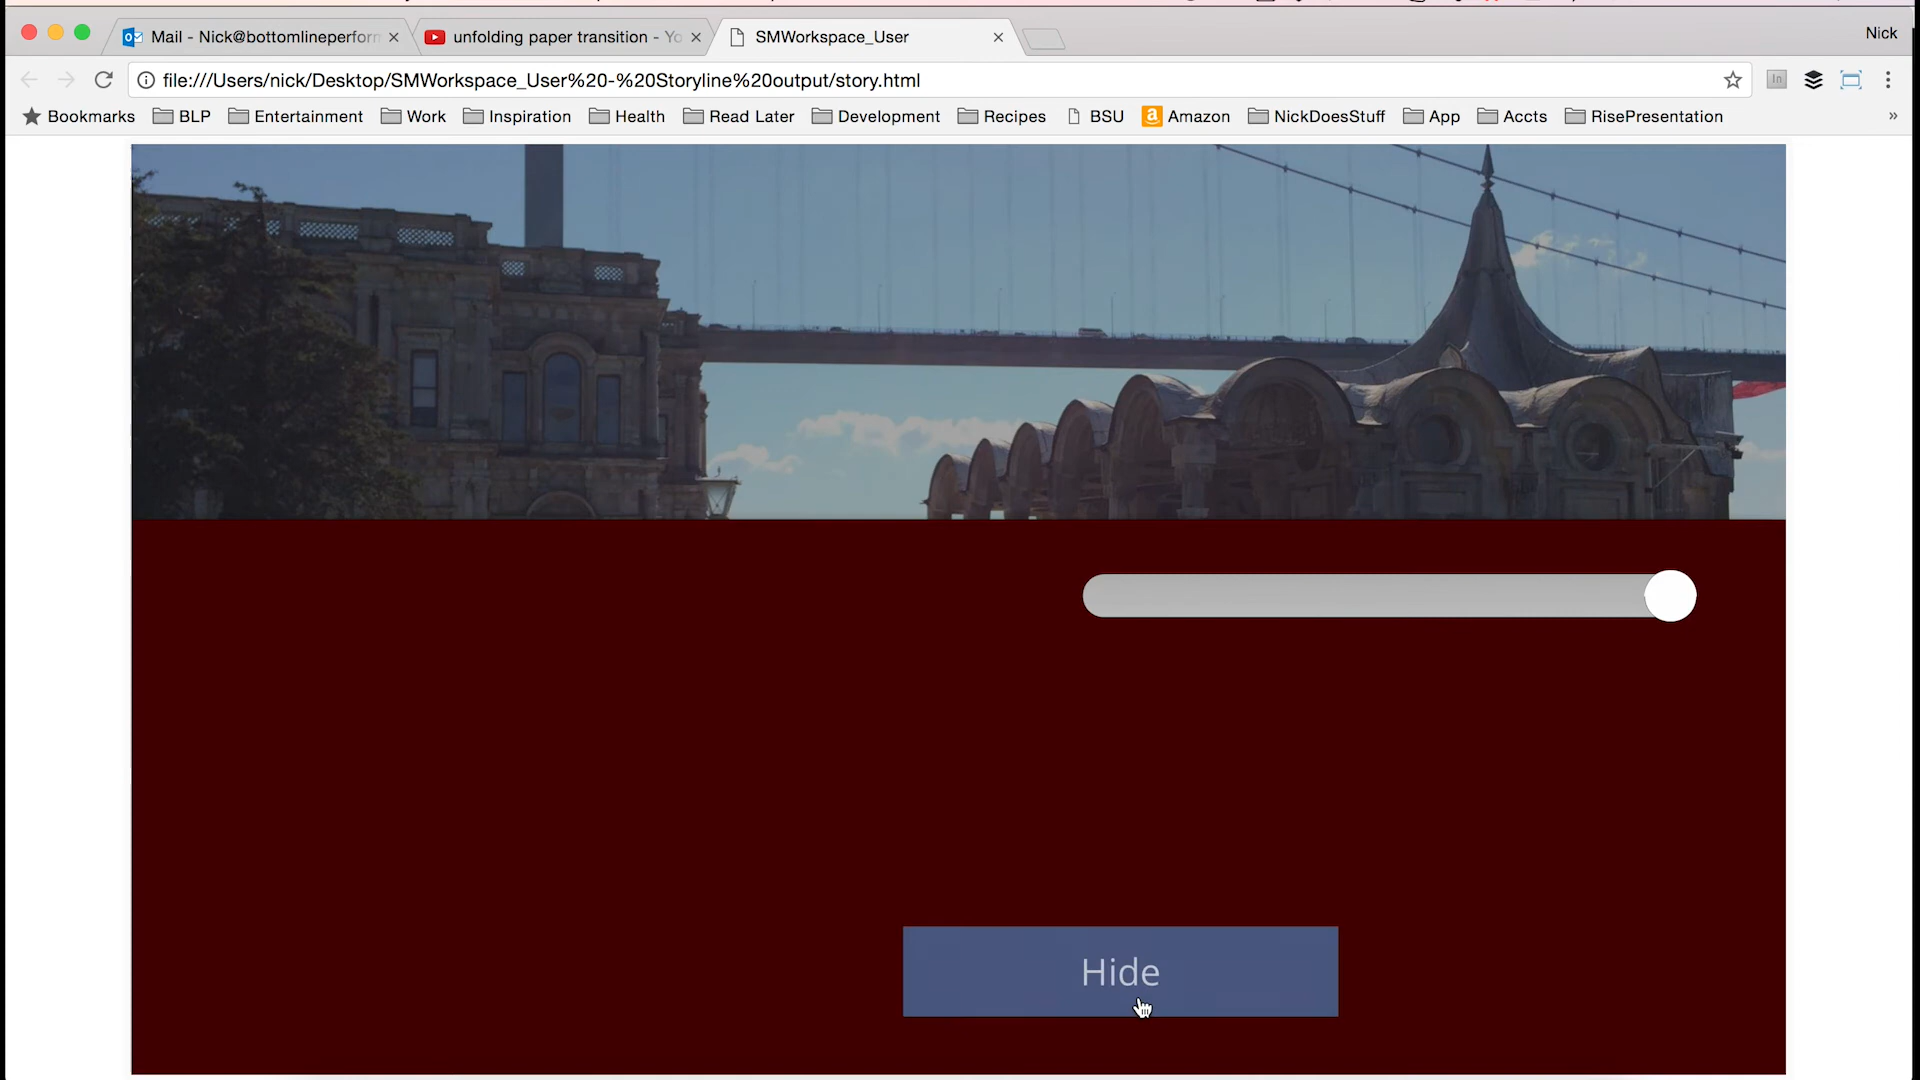 Mail - Nick@bottomlineperfor
unfolding paper transition - Yo
SMWorkspace_User
Nick
file:///Users/nick/Desktop/SMWorkspace_User%20-%20Storyline%20output/story.html
In
Bookmarks BLP Entertainment Work Inspiration Health Read Later Development Recipes BSU Amazon NickDoesStuff App Accts RisePresentation »
Hide